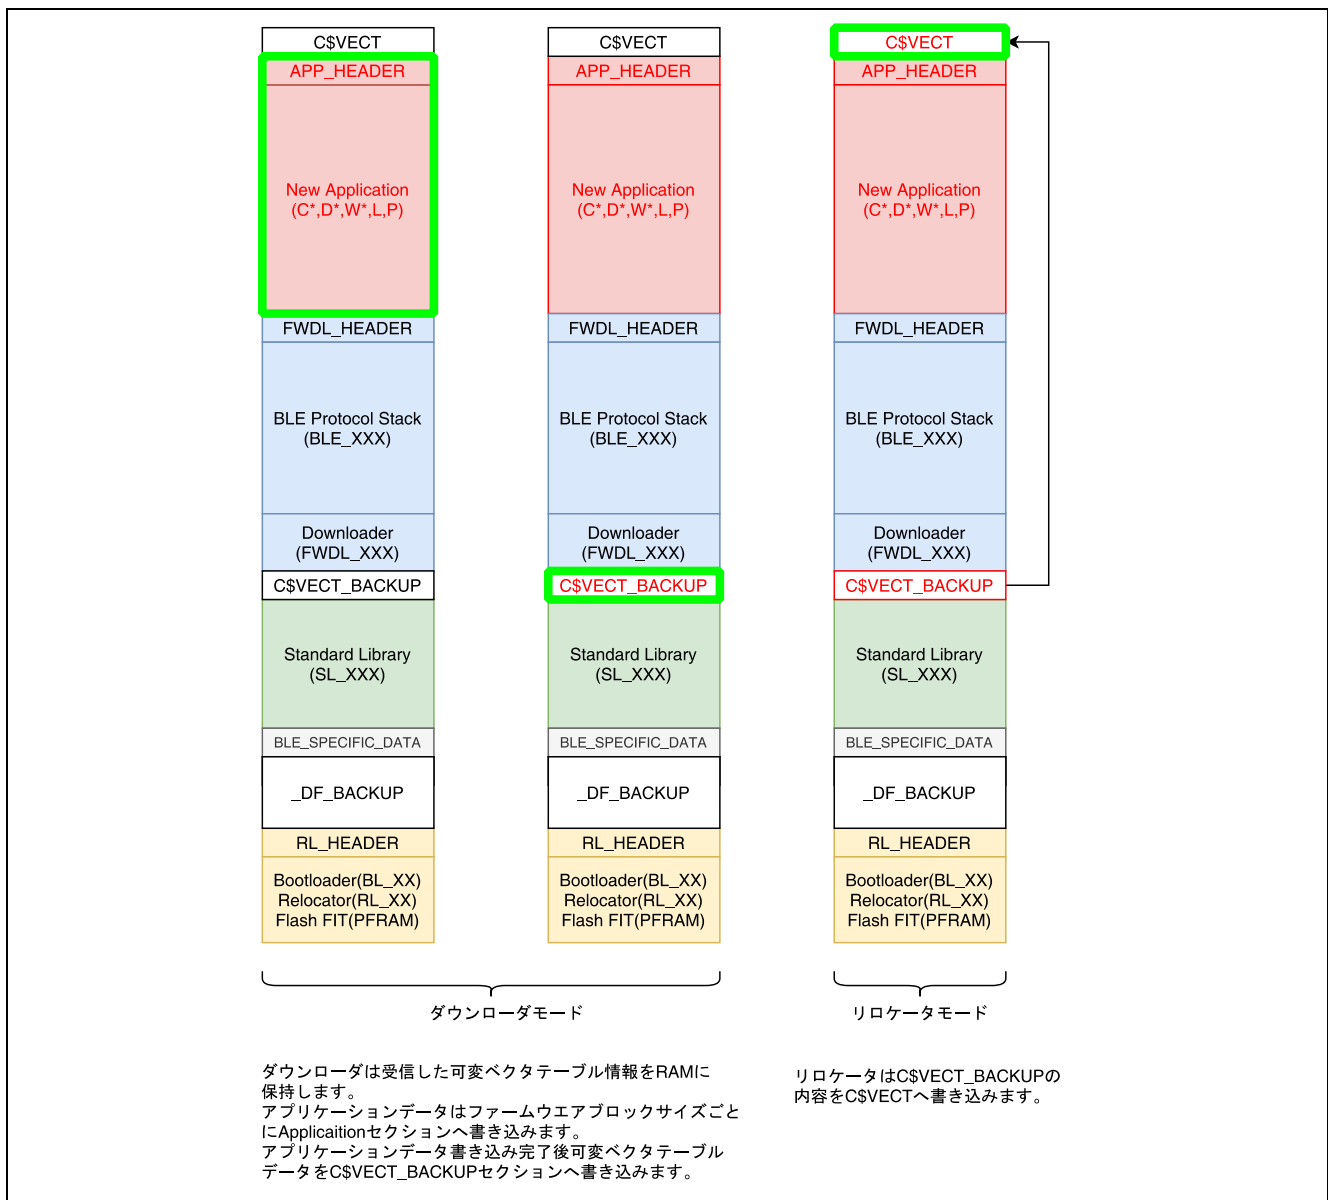 C$VECT
APP_HEADER
New Application
(C*,D*,W*,L,P)
FWDL_HEADER
BLE Protocol Stack
(BLE_XXX)
Downloader
(FWDL_XXX)
C$VECT_BACKUP
Standard Library
(SL_XXX)
BLE_SPECIFIC_DATA
_DF_BACKUP
RL_HEADER
Bootloader(BL_XX)
Relocator(RL_XX)
Flash FIT(PFRAM)
C$VECT
APP_HEADER
New Application
(C*,D*,W*,L,P)
FWDL_HEADER
BLE Protocol Stack
(BLE_XXX)
Downloader
(FWDL_XXX)
C$VECT_BACKUP
Standard Library
(SL_XXX)
BLE_SPECIFIC_DATA
_DF_BACKUP
RL_HEADER
Bootloader(BL_XX)
Relocator(RL_XX)
Flash FIT(PFRAM)
C$VECT
APP_HEADER
New Application
(C*,D*,W*,L,P)
FWDL_HEADER
BLE Protocol Stack
(BLE_XXX)
Downloader
(FWDL_XXX)
C$VECT_BACKUP
Standard Library
(SL_XXX)
BLE_SPECIFIC_DATA
_DF_BACKUP
RL_HEADER
Bootloader(BL_XX)
Relocator(RL_XX)
Flash FIT(PFRAM)
ダウンローダモード
リロケータモード
ダウンローダは受信した可変ベクタテーブル情報をRAMに
保持します。
アプリケーションデータはファームウエアブロックサイズごと
にApplicaitionセクションへ書き込みます。
アプリケーションデータ書き込み完了後可変ベクタテーブル
データをC$VECT_BACKUPセクションへ書き込みます。
リロケータはC$VECT_BACKUPの
内容をC$VECTへ書き込みます。